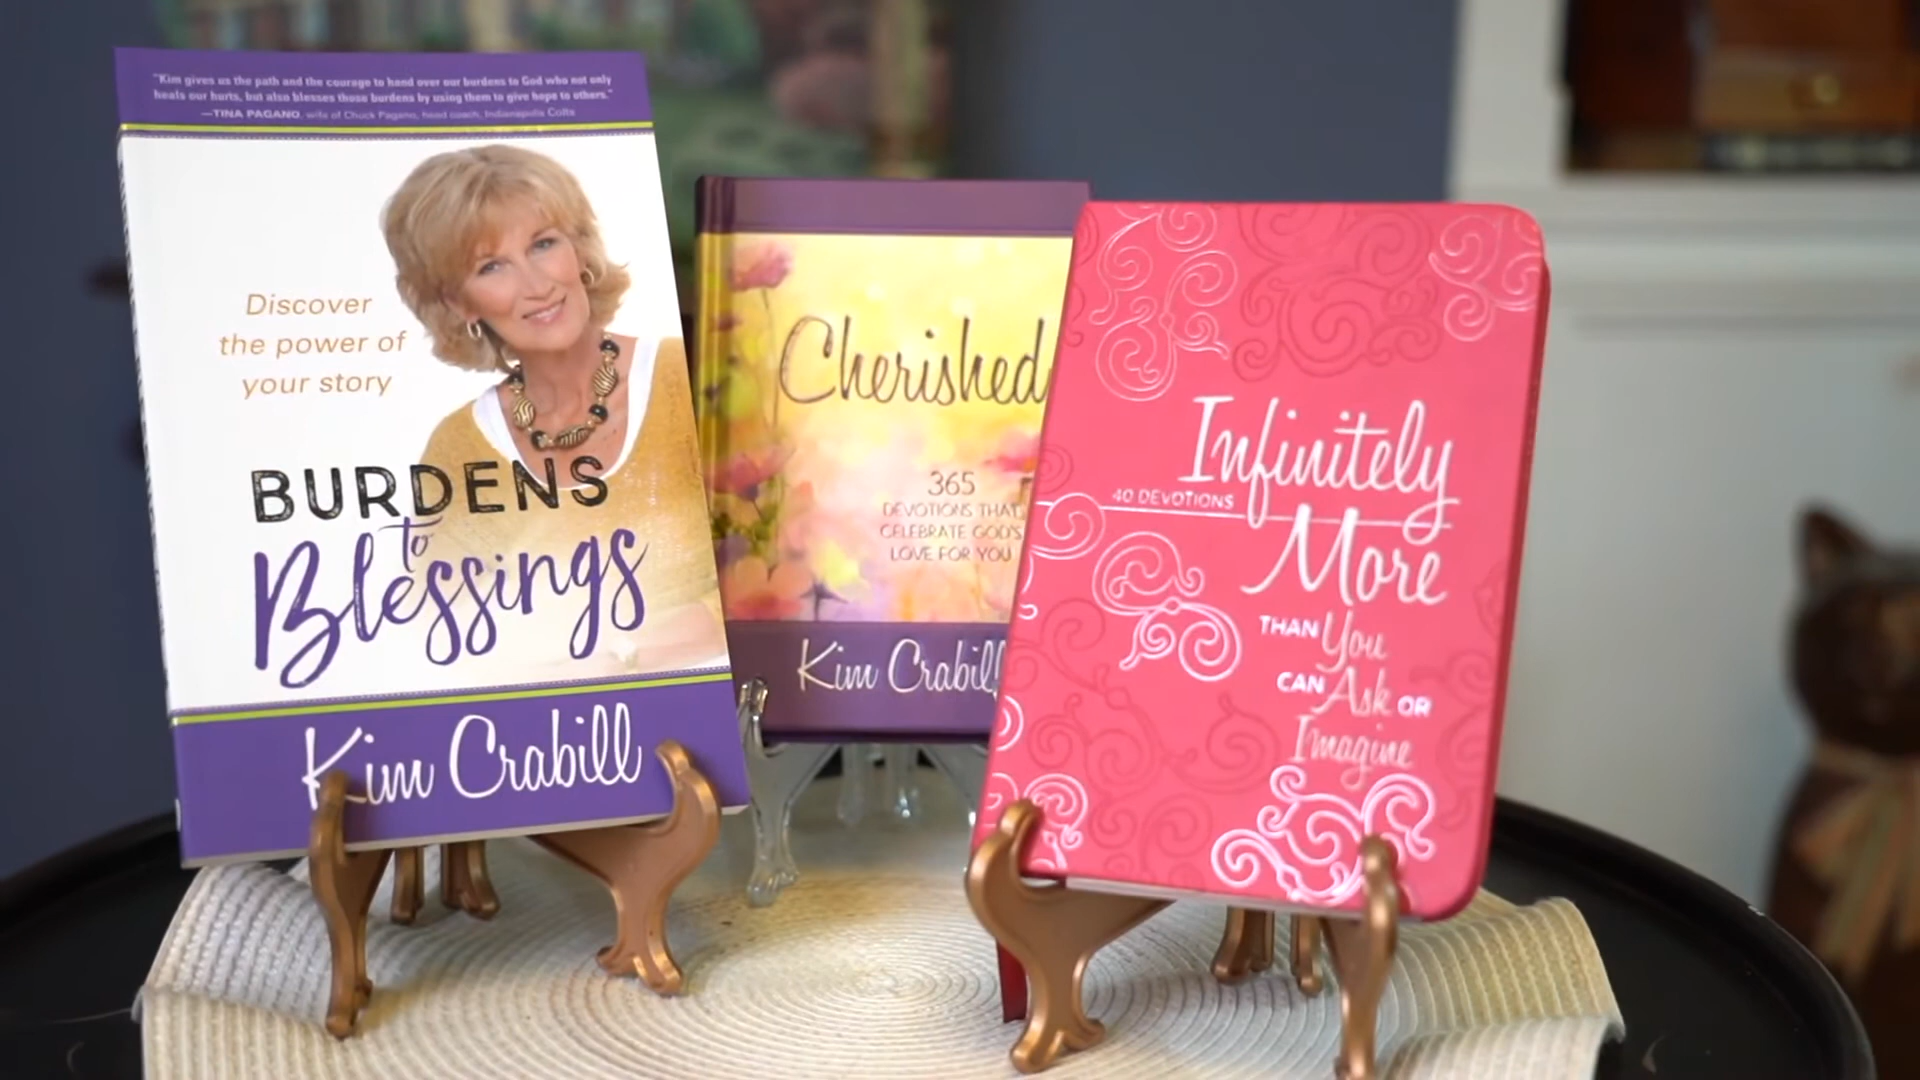 "Kim gives us the path and the courage to hand over our burdens to God who not only
heals our hurts, but also blesses those burdens by using them to give hope to others."
—TINA PAGANO, wife of Chuck Pagano, head coach, Indianapolis Colts
Discover
the power of
your story
BURDENS
to
Blessings
Kim Crabill
Cherished
365
DEVOTIONS THAT
CELEBRATE GOD'S
LOVE FOR YOU
Kim Crabill
Infinitely
40 DEVOTIONS
More
THAN You
CAN Ask OR
Imagine